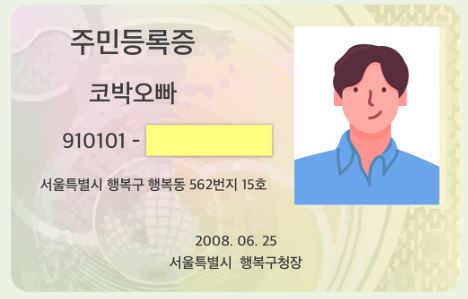 주민등록증
코박오빠
910101 -
서울특별시 행복구 행복동 562번지 15호
2008. 06. 25
서울특별시 행복구청장